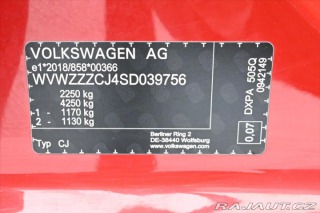 VOLKSWAGEN AG
e1*2018/858*00366
WVWZZZCJ4SD039756
2250 kg
4250 kg
1 - 1170 kg
2 - 1130 kg
Typ CJ
Berliner Ring 2
DE-38440 Wolfsburg
www.volkswagen.com
0,07
DXPA 505Q
0942149
RAJAUT.CZ